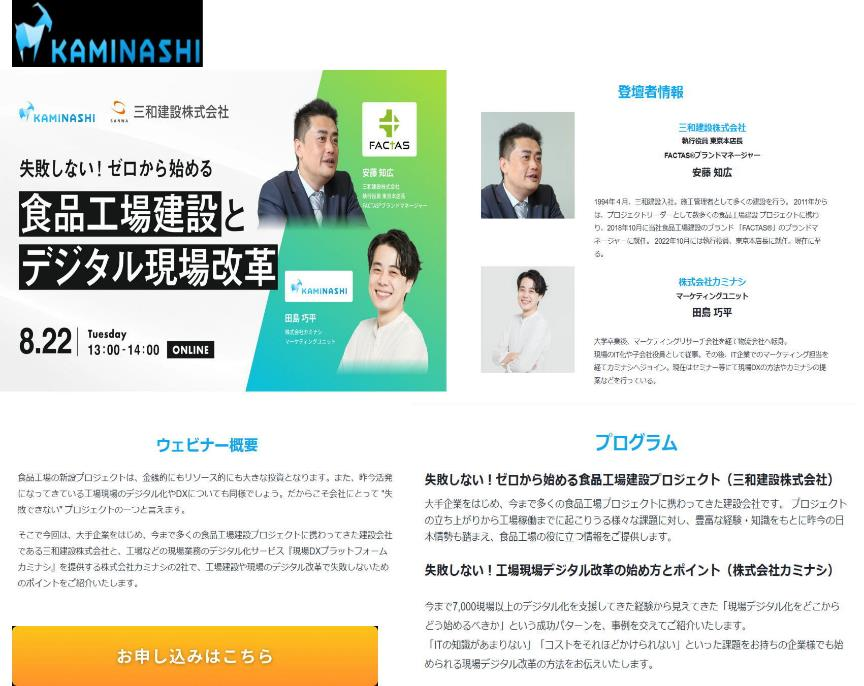 KAMINASHI
KAMINASHI
SANWA
三和建設株式会社
失敗しない！ゼロから始める
食品工場建設と
デジタル現場改革
8.22
Tuesday
13:00-14:00
ONLINE
FACTAS
安藤 知広
三和建設株式会社
執行役員 東京本店長
FACTAS®ブランドマネージャー
KAMINASHI
田島 巧平
株式会社カミナシ
マーケティングユニット
登壇者情報
三和建設株式会社
執行役員 東京本店長
FACTAS®ブランドマネージャー
安藤 知広
1994年４月、三和建設入社。施工管理者として多くの建設を行う。2011年から
は、プロジェクトリーダーとして数多くの食品工場建設 プロジェクトに携わ
り、2018年10月に当社食品工場建設のブランド 「FACTAS®」のブランドマ
ネージャーに就任。 2022年10月には執行役員、東京本店長に就任。現在に至
る。
株式会社カミナシ
マーケティングユニット
田島 巧平
大学卒業後、マーケティングリサーブ会社を経て物流会社へ転身。
現場のIT化や子会社役員として従事。その後、IT企業でのマーケティング担当を
経てカミナシへジョイン。現在はセミナー等にて現場DXの方法やカミナシの提
案などを行っている。
ウェビナー概要
食品工場の新設プロジェクトは、金銭的にもリソース的にも大きな投資となります。また、昨今活発
になってきている工場現場のデジタル化やDXについても同様でしょう。だからこそ会社にとって "失
敗できない" プロジェクトの一つと言えます。
そこで今回は、大手企業をはじめ、今まで多くの食品工場建設プロジェクトに携わってきた建設会社
である三和建設株式会社と、工場などの現場業務のデジタル化サービス『現場DXプラットフォーム
カミナシ』を提供する株式会社カミナシの2社で、工場建設や現場のデジタル改革で失敗しないため
のポイントをご紹介いたします。
お申し込みはこちら
プログラム
失敗しない！ゼロから始める食品工場建設プロジェクト（三和建設株式会社）
大手企業をはじめ、今まで多くの食品工場プロジェクトに携わってきた建設会社です。 プロジェクト
の立ち上がりから工場稼働までに起こりうる様々な課題に対し、豊富な経験・知識をもとに昨今の日
本情勢も踏まえ、食品工場の役に立つ情報をご提供します。
失敗しない！工場現場デジタル改革の始め方とポイント（株式会社カミナシ）
今まで7,000現場以上のデジタル化を支援してきた経験から見えてきた「現場デジタル化をどこから
どう始めるべきか」という成功パターンを、事例を交えてご紹介いたします。
「ITの知識があまりない」「コストをそれほどかけられない」といった課題をお持ちの企業様でも始
められる現場デジタル改革の方法をお伝えいたします。